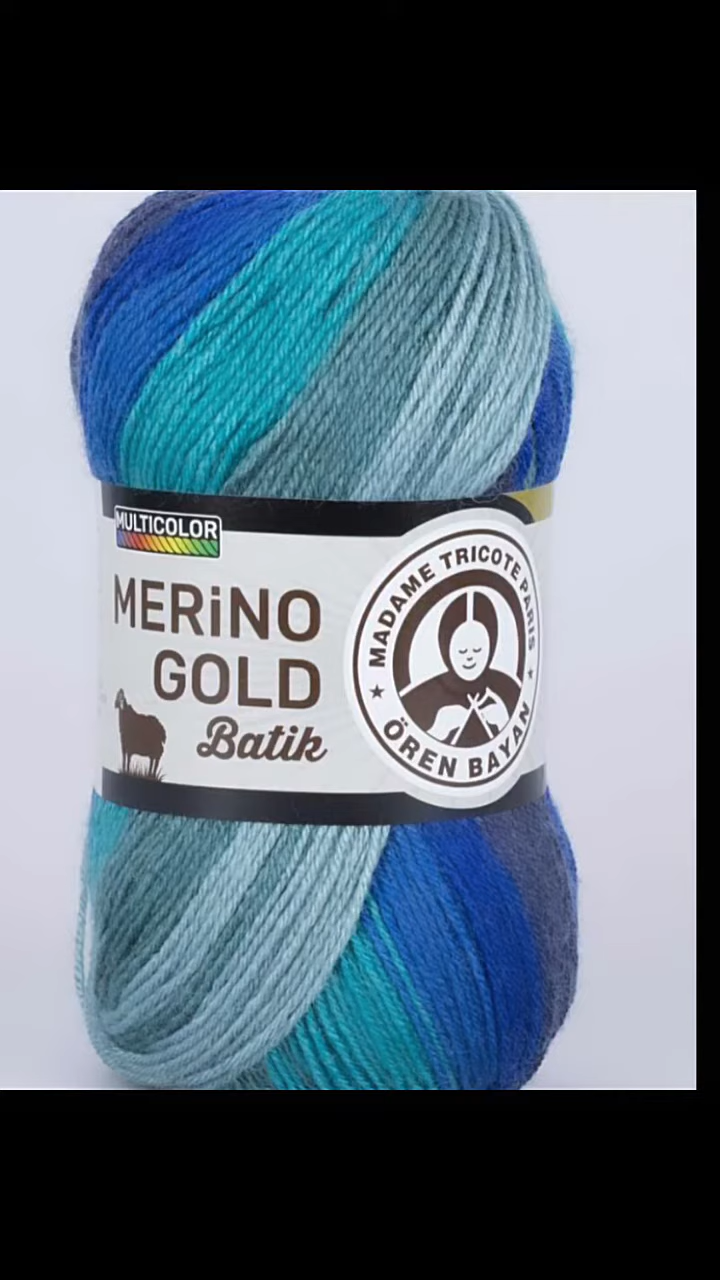 MULTICOLOR
MERiNO
GOLD
Batik
MADAME TRICOTE PARIS
ÖREN BAYAN